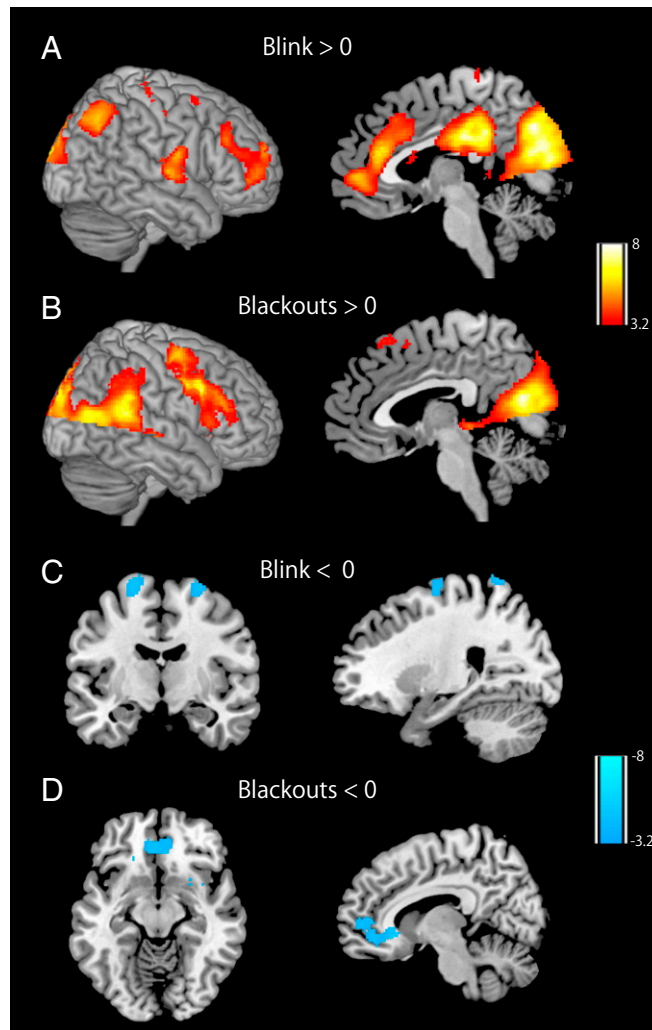 A
Blink > 0
8
3.2
B
Blackouts > 0
C
Blink < 0
-8
-3.2
D
Blackouts < 0